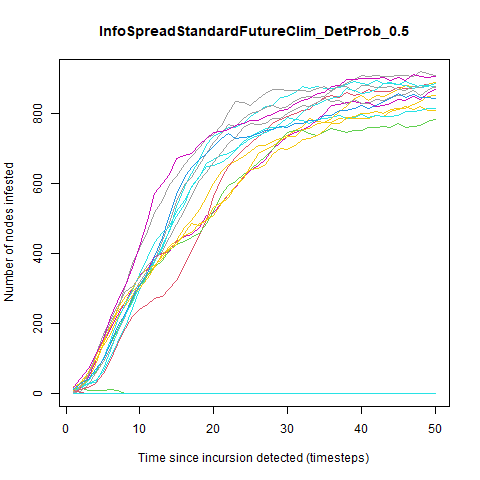 InfoSpreadStandardFutureClim_DetProb_0.5
Number of nodes infested
800
600
400
200
0
0 10 20 30 40 50
Time since incursion detected (timesteps)